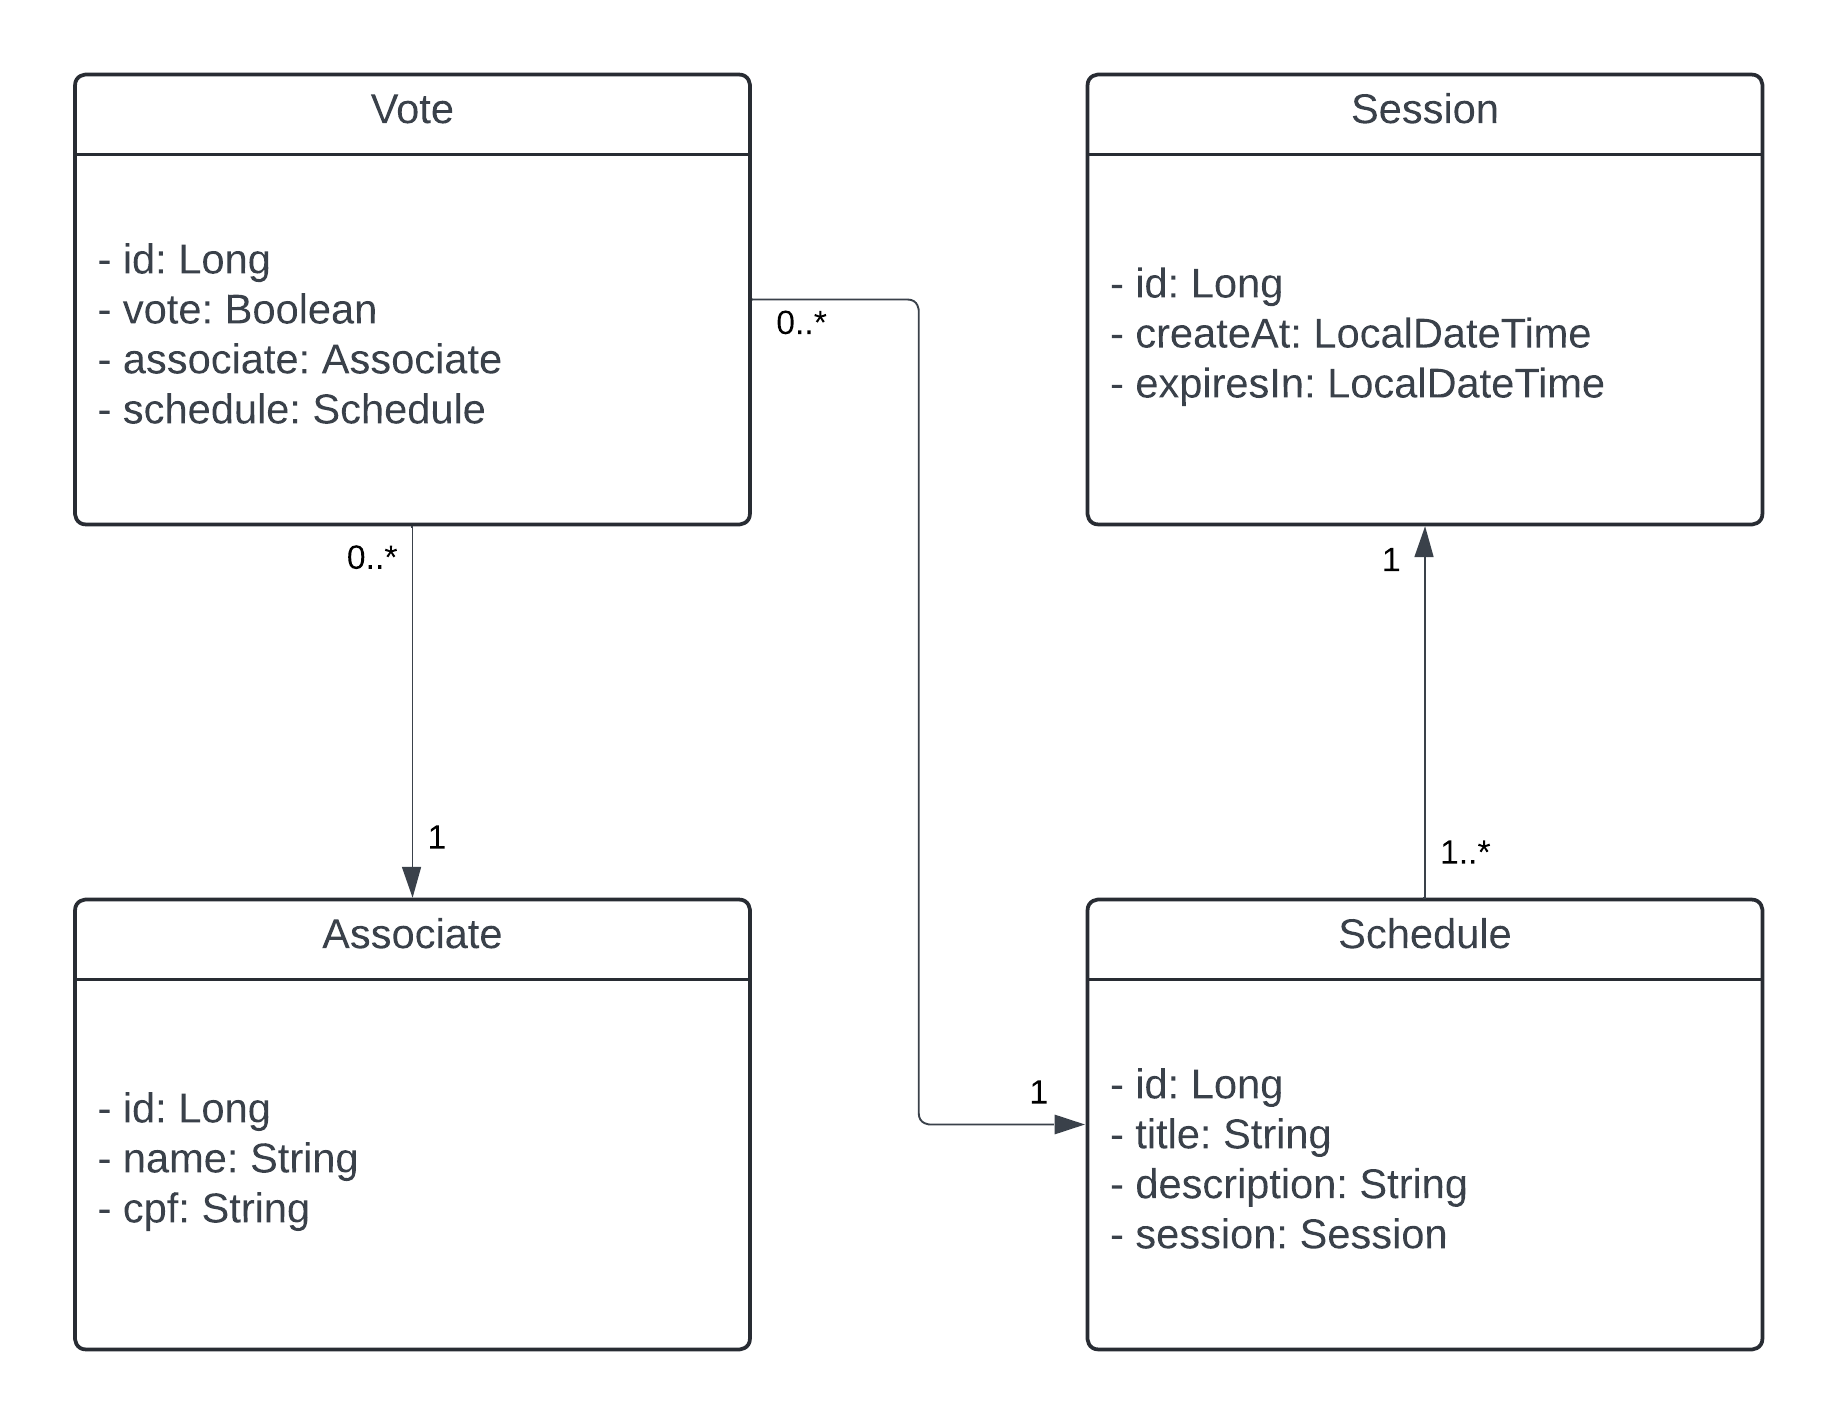 Vote
- id: Long
- vote: Boolean
- associate: Associate
- schedule: Schedule
0..*
0..*
1
Session
- id: Long
- createAt: LocalDateTime
- expiresIn: LocalDateTime
1
1..*
Associate
- id: Long
- name: String
- cpf: String
1
Schedule
- id: Long
- title: String
- description: String
- session: Session